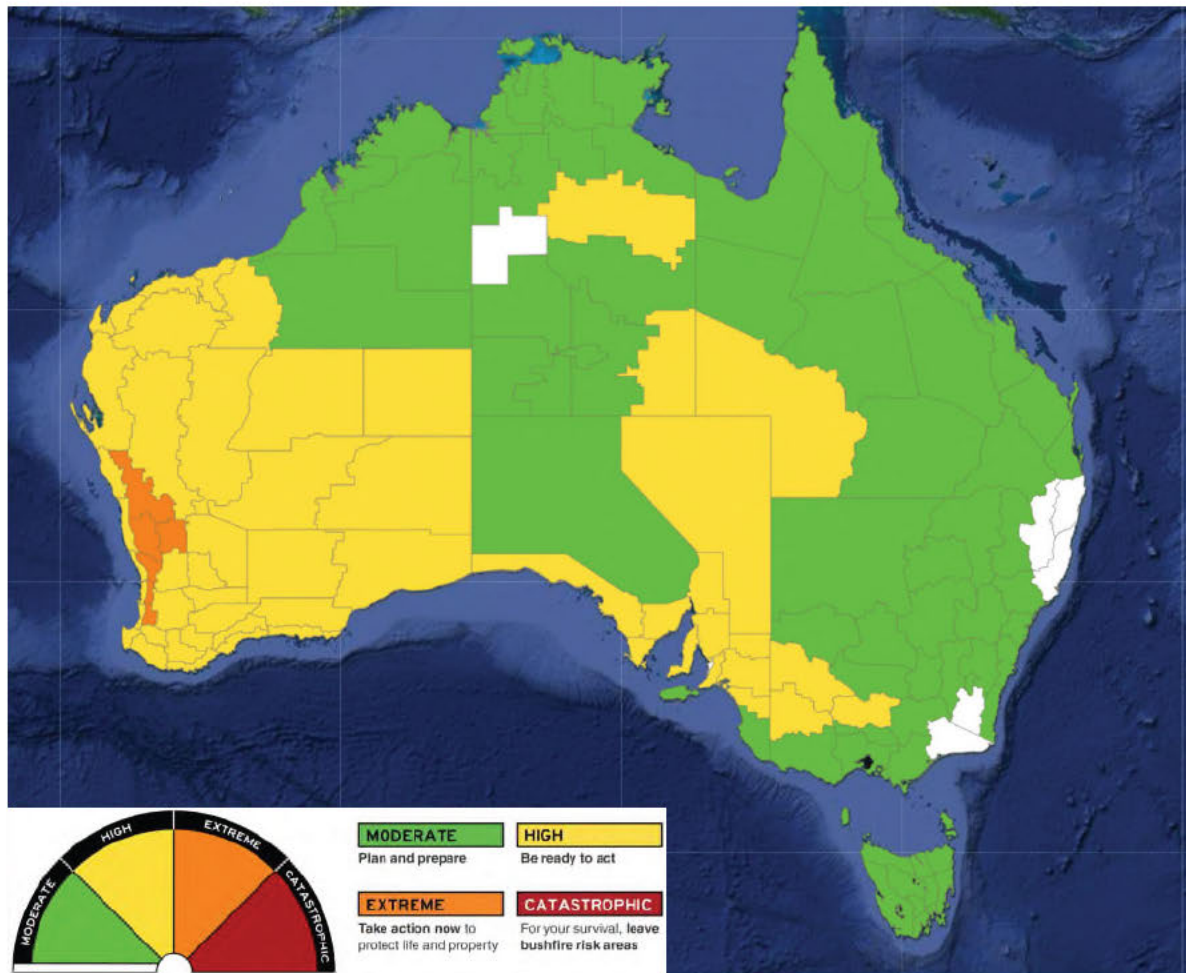 MODERATE
HIGH
EXTREME
CATASTROPHIC
MODERATE
Plan and prepare
HIGH
Be ready to act
EXTREME
Take action now to
protect life and property
CATASTROPHIC
For your survival, leave
bushfire risk areas